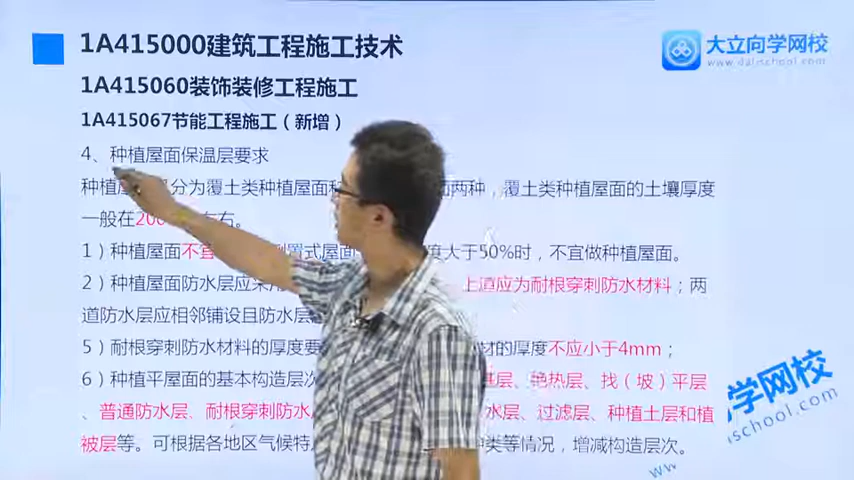 1A415000建筑工程施工技术
大立向学网校
www.dalischool.com
1A415060装饰装修工程施工
1A415067节能工程施工（新增）
4、种植屋面保温层要求
种植 分为覆土类种植屋面 面两种，覆土类种植屋面的土壤厚度
一般在200 左右。
1）种植屋面不宜 倒置式屋面 度大于50%时，不宜做种植屋面。
2）种植屋面防水层应采用 上道应为耐根穿刺防水材料；两
道防水层应相邻铺设且防水层
5）耐根穿刺防水材料的厚度要 材的厚度不应小于4mm；
6）种植平屋面的基本构造层次 基层、绝热层、找（坡）平层
、普通防水层、耐根穿刺防水 水层、过滤层、种植土层和植
被层等。可根据各地区气候特 种类等情况，增减构造层次。
学网校
school.com
www